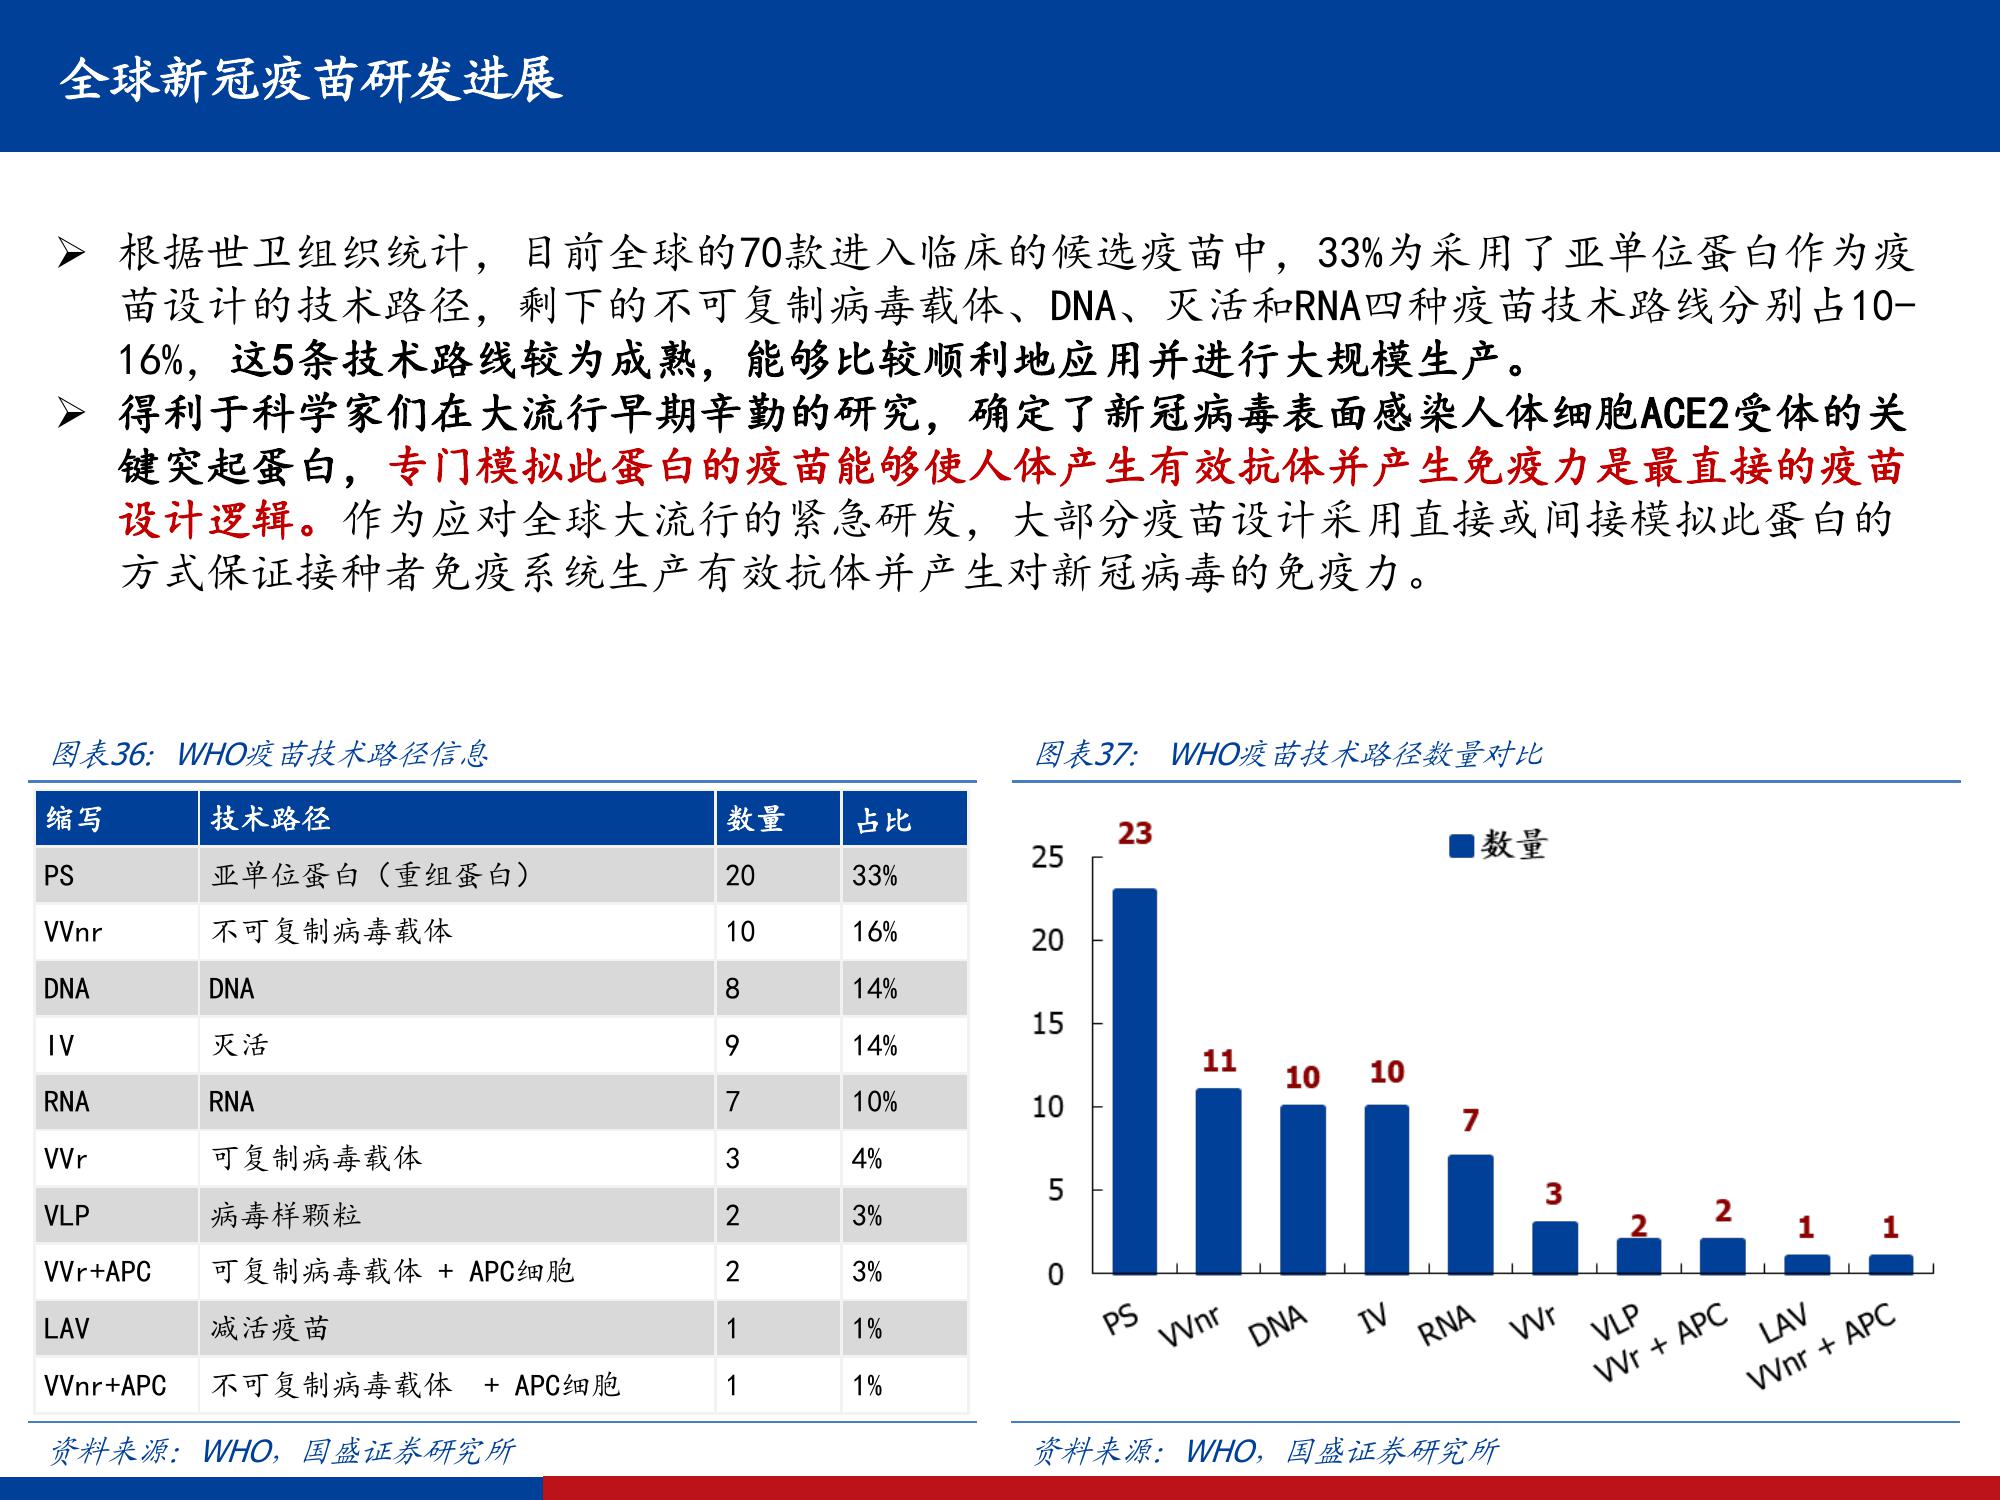 全球新冠疫苗研发进展
根据世卫组织统计，目前全球的70款进入临床的候选疫苗中，33%为采用了亚单位蛋白作为疫
苗设计的技术路径，剩下的不可复制病毒载体、DNA、灭活和RNA四种疫苗技术路线分别占10-
16%，这5条技术路线较为成熟，能够比较顺利地应用并进行大规模生产。
得利于科学家们在大流行早期辛勤的研究，确定了新冠病毒表面感染人体细胞ACE2受体的关
键突起蛋白，专门模拟此蛋白的疫苗能够使人体产生有效抗体并产生免疫力是最直接的疫苗
设计逻辑。作为应对全球大流行的紧急研发，大部分疫苗设计采用直接或间接模拟此蛋白的
方式保证接种者免疫系统生产有效抗体并产生对新冠病毒的免疫力。
图表36：WHO疫苗技术路径信息
缩写 技术路径 数量 占比
PS 亚单位蛋白（重组蛋白） 20 33%
VVnr 不可复制病毒载体 10 16%
DNA DNA 8 14%
IV 灭活 9 14%
RNA RNA 7 10%
VVr 可复制病毒载体 3 4%
VLP 病毒样颗粒 2 3%
VVr+APC 可复制病毒载体 + APC细胞 2 3%
LAV 减活疫苗 1 1%
VVnr+APC 不可复制病毒载体 + APC细胞 1 1%
资料来源：WHO，国盛证券研究所
图表37： WHO疫苗技术路径数量对比
数量
25
20
15
10
5
0
23 11 10 10 7 3 2 2 1 1
PS VVnr DNA IV RNA VVr VLP VVr + APC LAV VVnr + APC
资料来源：WHO，国盛证券研究所